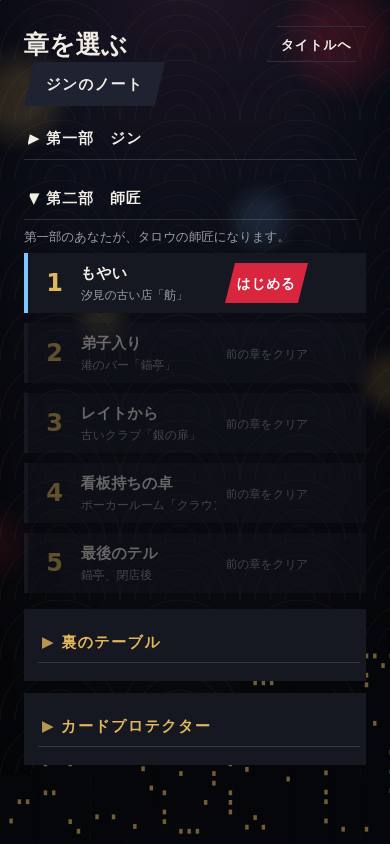 章を選ぶ
タイトルへ
ジンのノート
▶ 第一部 ジン
▼ 第二部 師匠
第一部のあなたが、タロウの師匠になります。
1
もやい
汐見の古い店「舫」
はじめる
2
弟子入り
港のバー「錨亭」
前の章をクリア
3
レイトから
古いクラブ「銀の扉」
前の章をクリア
4
看板持ちの卓
ポーカールーム「クラウ
前の章をクリア
5
最後のテル
錨亭、閉店後
前の章をクリア
▶ 裏のテーブル
▶ カードプロテクター